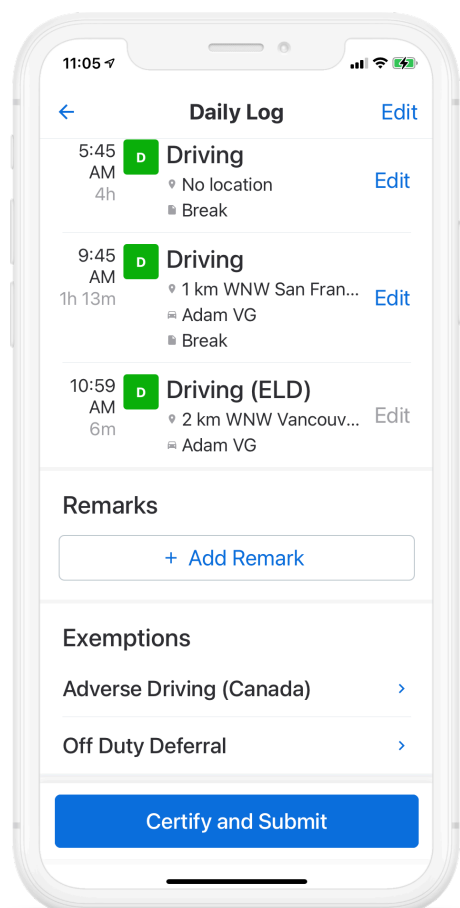 11:05
Daily Log
Edit
5:45 AM
4h
D
Driving
No location
Break
Edit
9:45 AM
1h 13m
D
Driving
1 km WNW San Fran...
Adam VG
Break
Edit
10:59 AM
6m
D
Driving (ELD)
2 km WNW Vancouv...
Adam VG
Edit
Remarks
+ Add Remark
Exemptions
Adverse Driving (Canada)
Off Duty Deferral
Certify and Submit